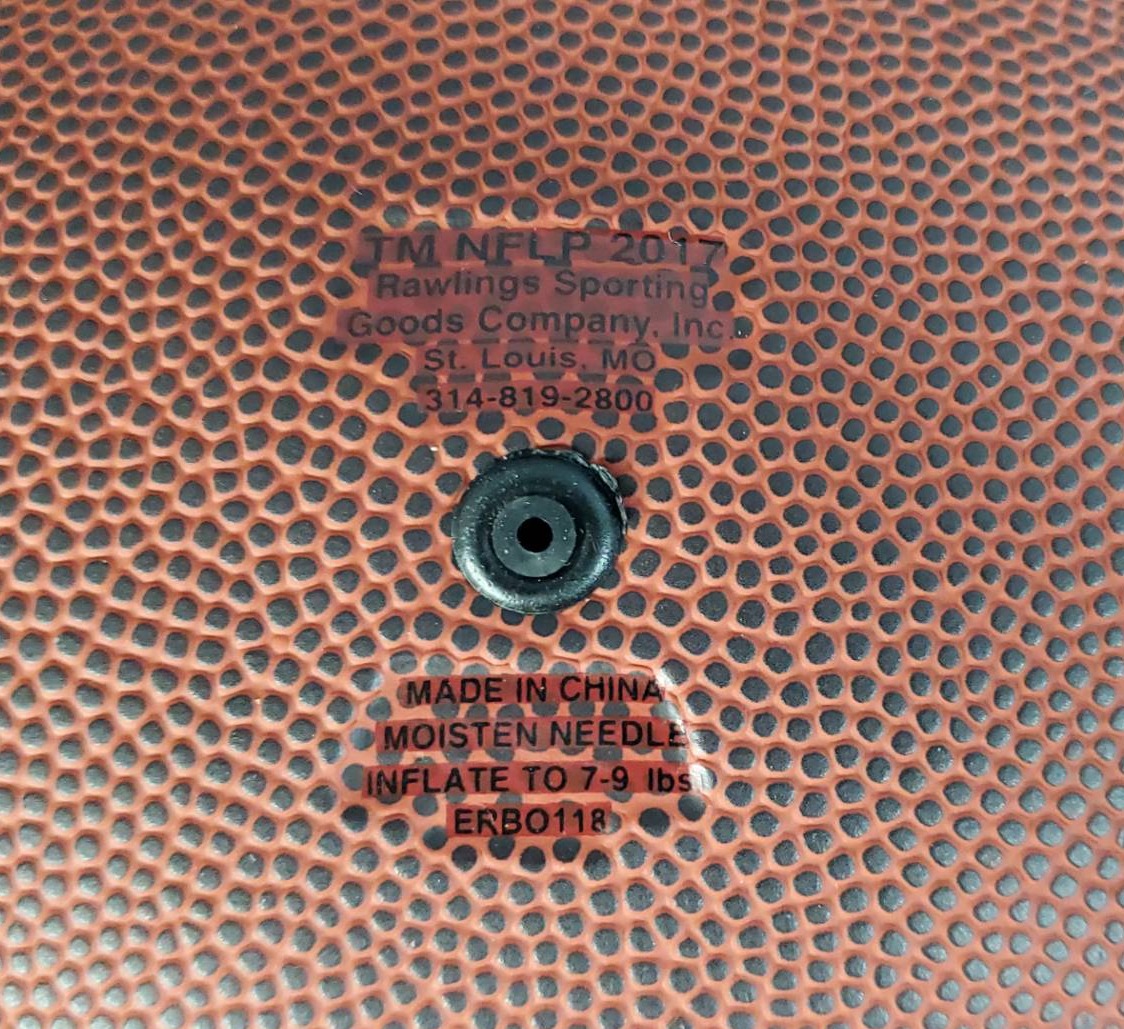 TM NFLP 2017
Rawlings Sporting
Goods Company, Inc.
St. Louis, MO
314-819-2800
MADE IN CHINA
MOISTEN NEEDLE
INFLATE TO 7-9 lbs
ERBO118